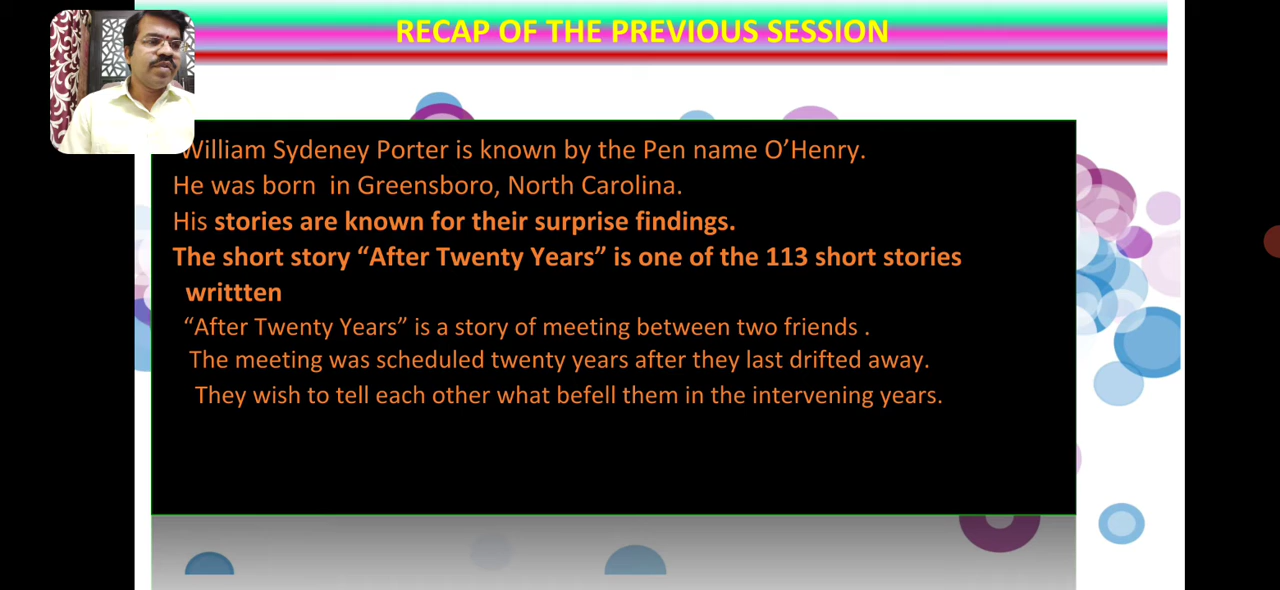 RECAP OF THE PREVIOUS SESSION
William Sydeney Porter is known by the Pen name O’Henry.
He was born in Greensboro, North Carolina.
His stories are known for their surprise findings.
The short story “After Twenty Years” is one of the 113 short stories
writtten
“After Twenty Years” is a story of meeting between two friends .
The meeting was scheduled twenty years after they last drifted away.
They wish to tell each other what befell them in the intervening years.